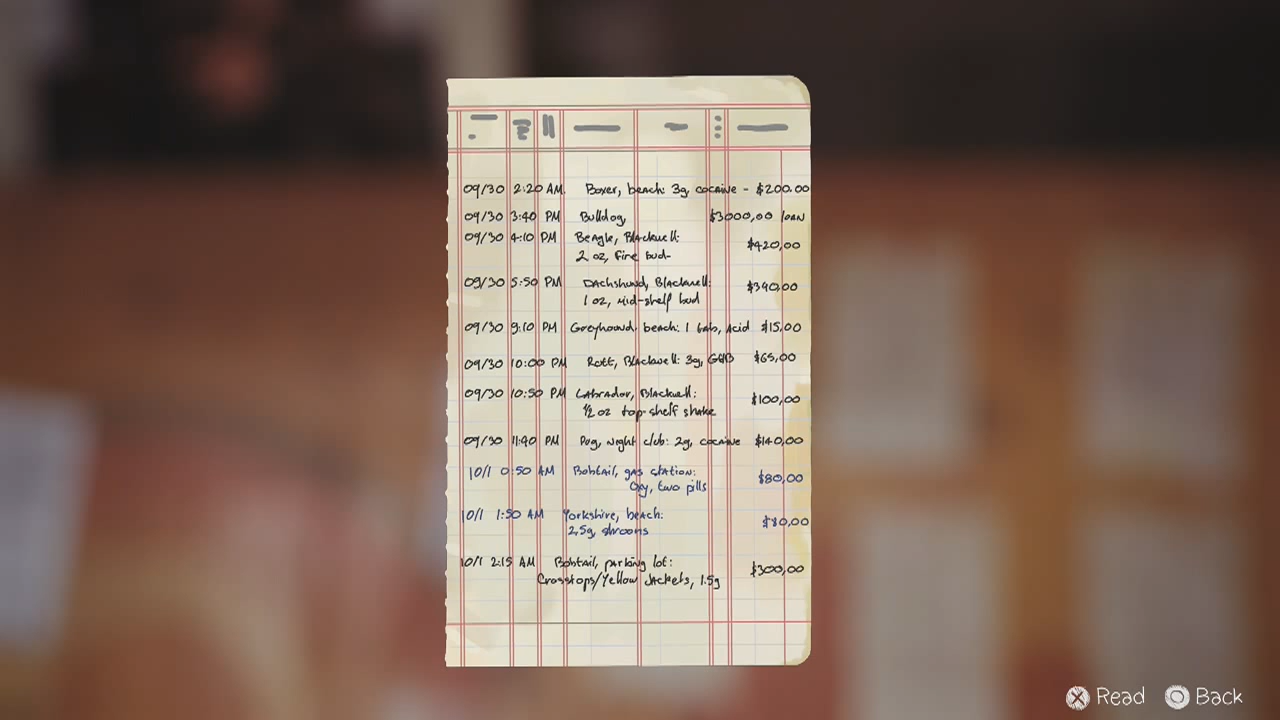 09/30 2:20 AM. Boxer, beach: 3g, cocaine - $200.00
09/30 3:40 PM Bulldog, $3000,00 loan
09/30 4:10 PM Beagle, Blackwell: $420,00
2 oz, fire bud-
09/30 5:50 PM Dachshund, Blackwell: $340,00
1 oz, mid-shelf bud
09/30 9:10 PM Greyhound, beach: 1 tab, acid $15,00
09/30 10:00 PM Rott, Blackwell: 3g, GHB $65,00
09/30 10:50 PM Labrador, Blackwell: $100,00
1/2 oz top-shelf shake
09/30 11:40 PM Pug, night club: 2g, cocaine $140,00
10/1 0:50 AM Bobtail, gas station: $80,00
Oxy, two pills
10/1 1:50 AM Yorkshire, beach:
2,5g, shrooms
10/1 2:15 AM Bobtail, parking lot: $300,00
Crosstops/Yellow Jackets, 1.5g
Read Back